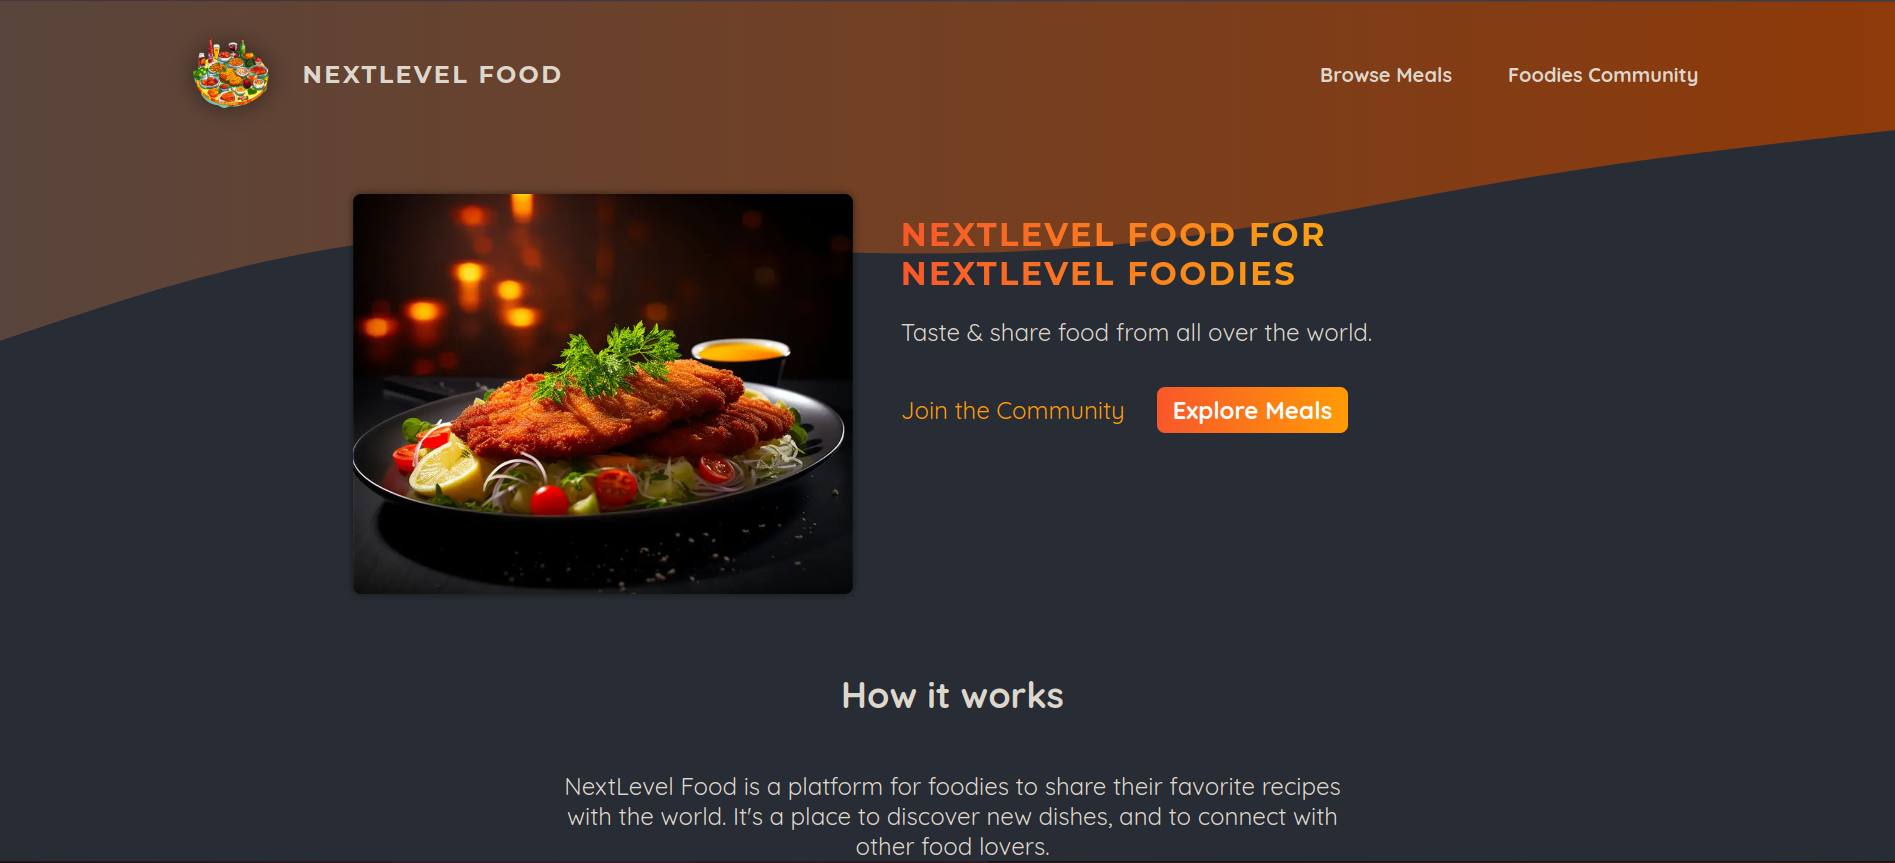 NEXTLEVEL FOOD
Browse Meals
Foodies Community
NEXTLEVEL FOOD FOR
NEXTLEVEL FOODIES
Taste & share food from all over the world.
Join the Community
Explore Meals
How it works
NextLevel Food is a platform for foodies to share their favorite recipes
with the world. It's a place to discover new dishes, and to connect with
other food lovers.